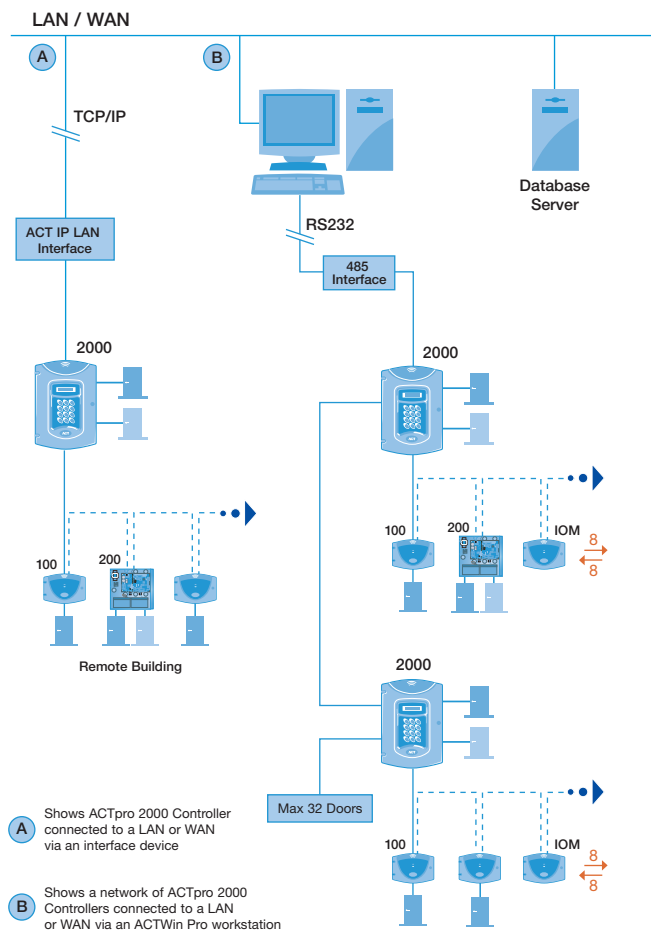 LAN / WAN
A
B
TCP/IP
Database
Server
RS232
ACT IP LAN
Interface
485
Interface
2000
2000
100
200
Remote Building
100
200
IOM
8
8
2000
Max 32 Doors
100
IOM
8
8
A
Shows ACTpro 2000 Controller
connected to a LAN or WAN
via an interface device
B
Shows a network of ACTpro 2000
Controllers connected to a LAN
or WAN via an ACTWin Pro workstation